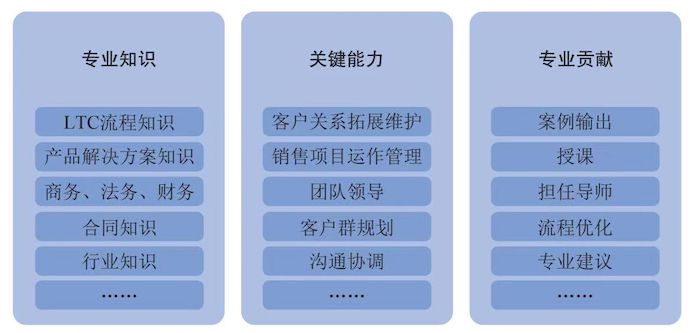 专业知识
LTC流程知识
产品解决方案知识
商务、法务、财务
合同知识
行业知识
……
关键能力
客户关系拓展维护
销售项目运作管理
团队领导
客户群规划
沟通协调
……
专业贡献
案例输出
授课
担任导师
流程优化
专业建议
……